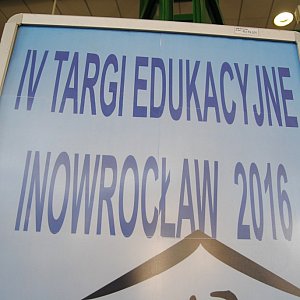 IV TARGI EDUKACYJNE
INOWROCŁAW 2016